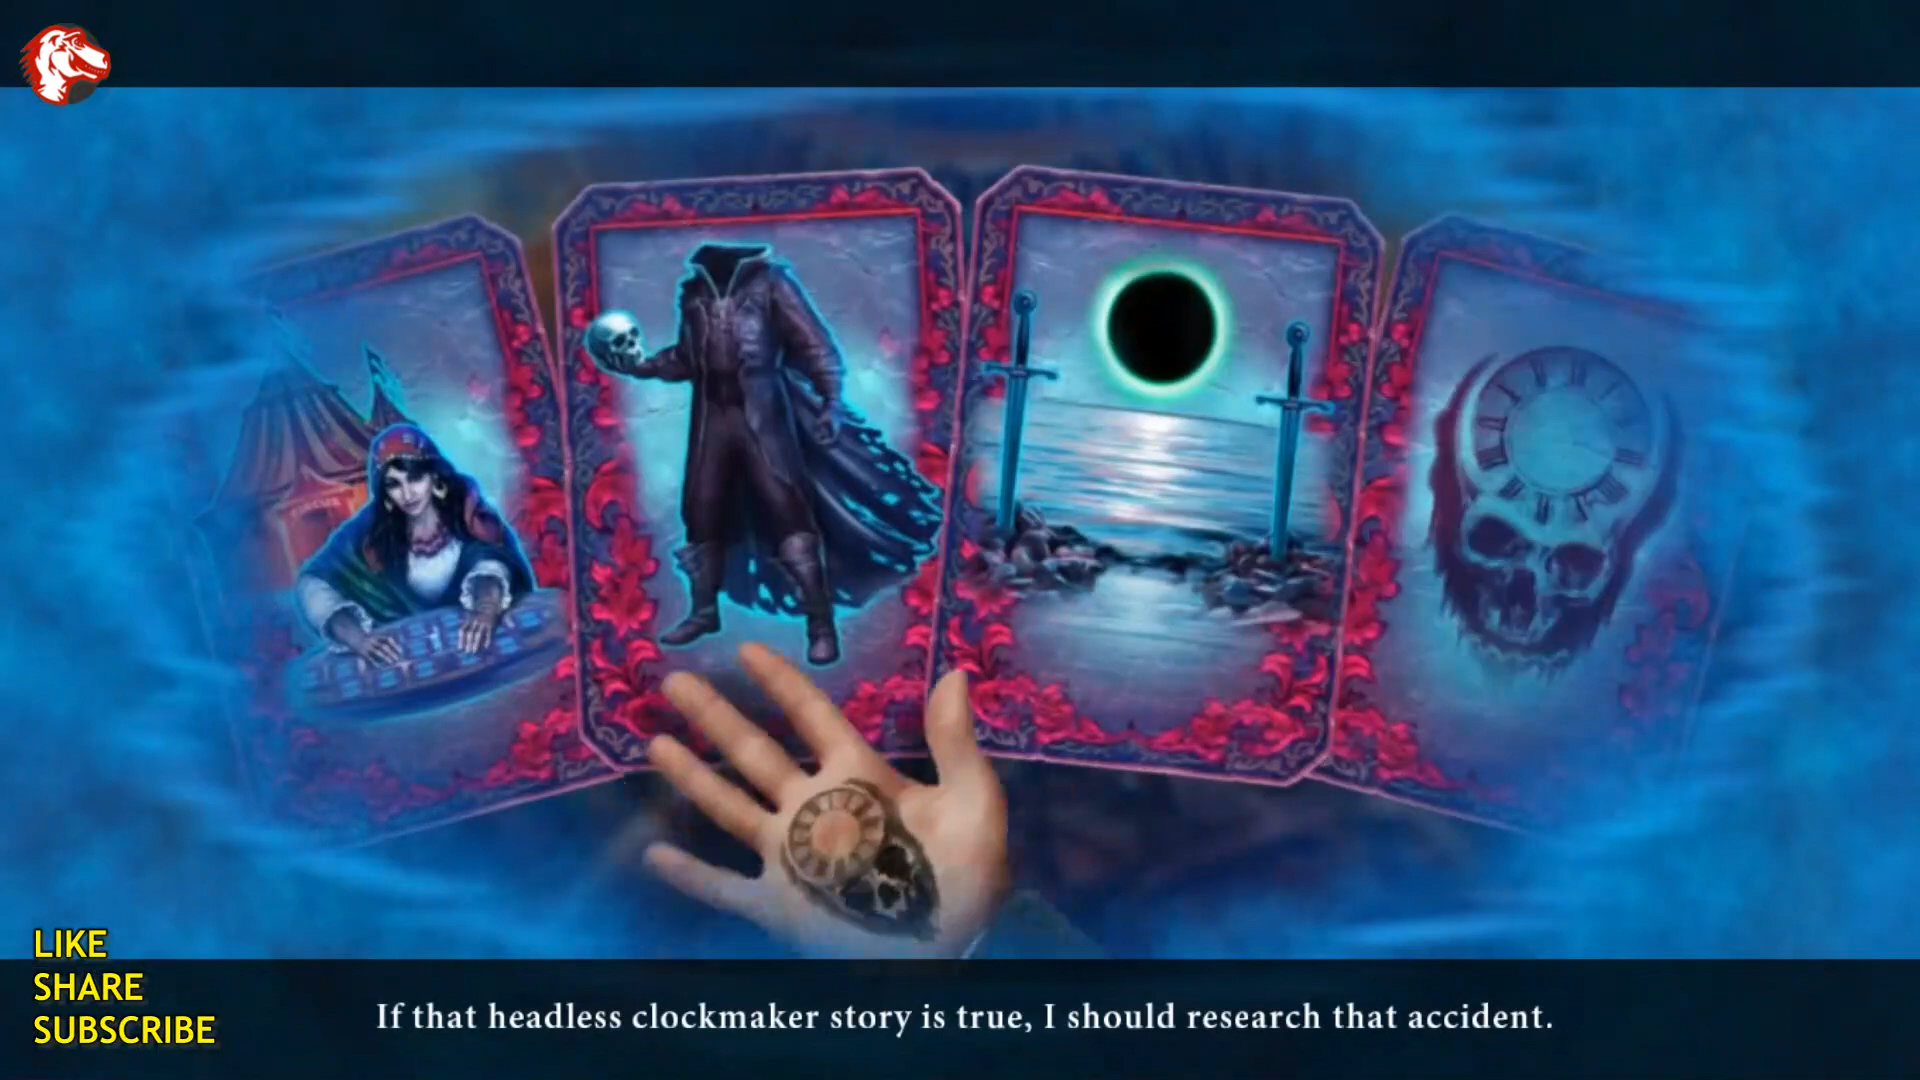 LIKE
SHARE
SUBSCRIBE
If that headless clockmaker story is true, I should research that accident.